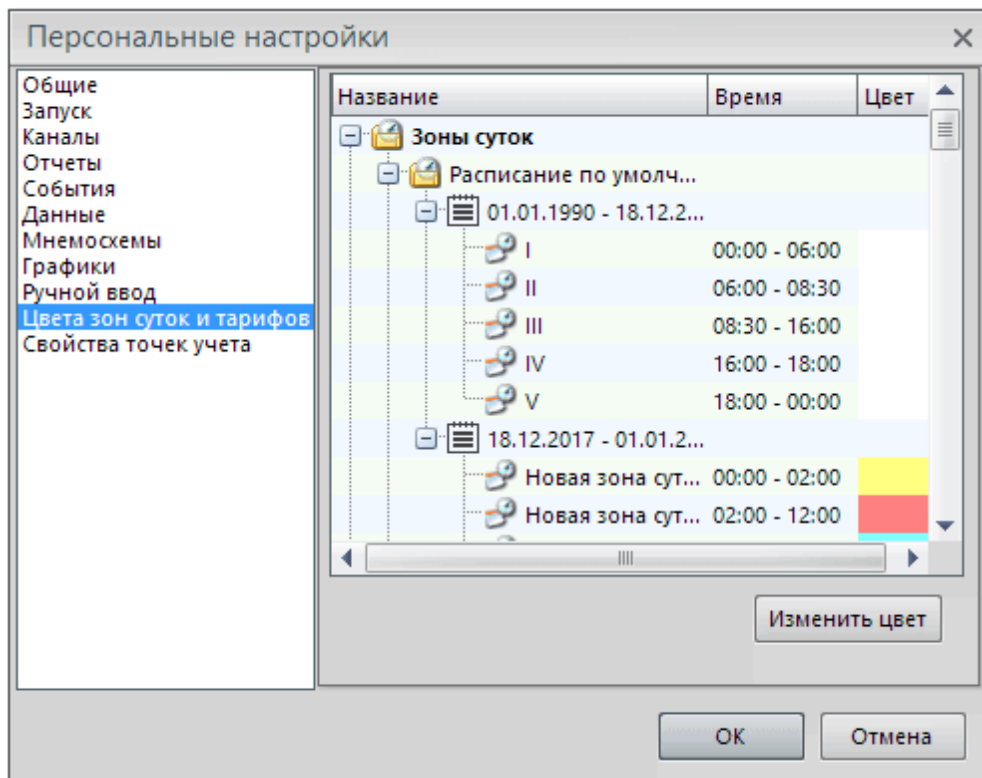 Персональные настройки
Общие
Запуск
Каналы
Отчеты
События
Данные
Мнемосхемы
Графики
Ручной ввод
Цвета зон суток и тарифов
Свойства точек учета
Название Время Цвет
Зоны суток
Расписание по умолч...
01.01.1990 - 18.12.2...
I 00:00 - 06:00
II 06:00 - 08:30
III 08:30 - 16:00
IV 16:00 - 18:00
V 18:00 - 00:00
18.12.2017 - 01.01.2...
Новая зона сут... 00:00 - 02:00
Новая зона сут... 02:00 - 12:00
Изменить цвет
ОК Отмена